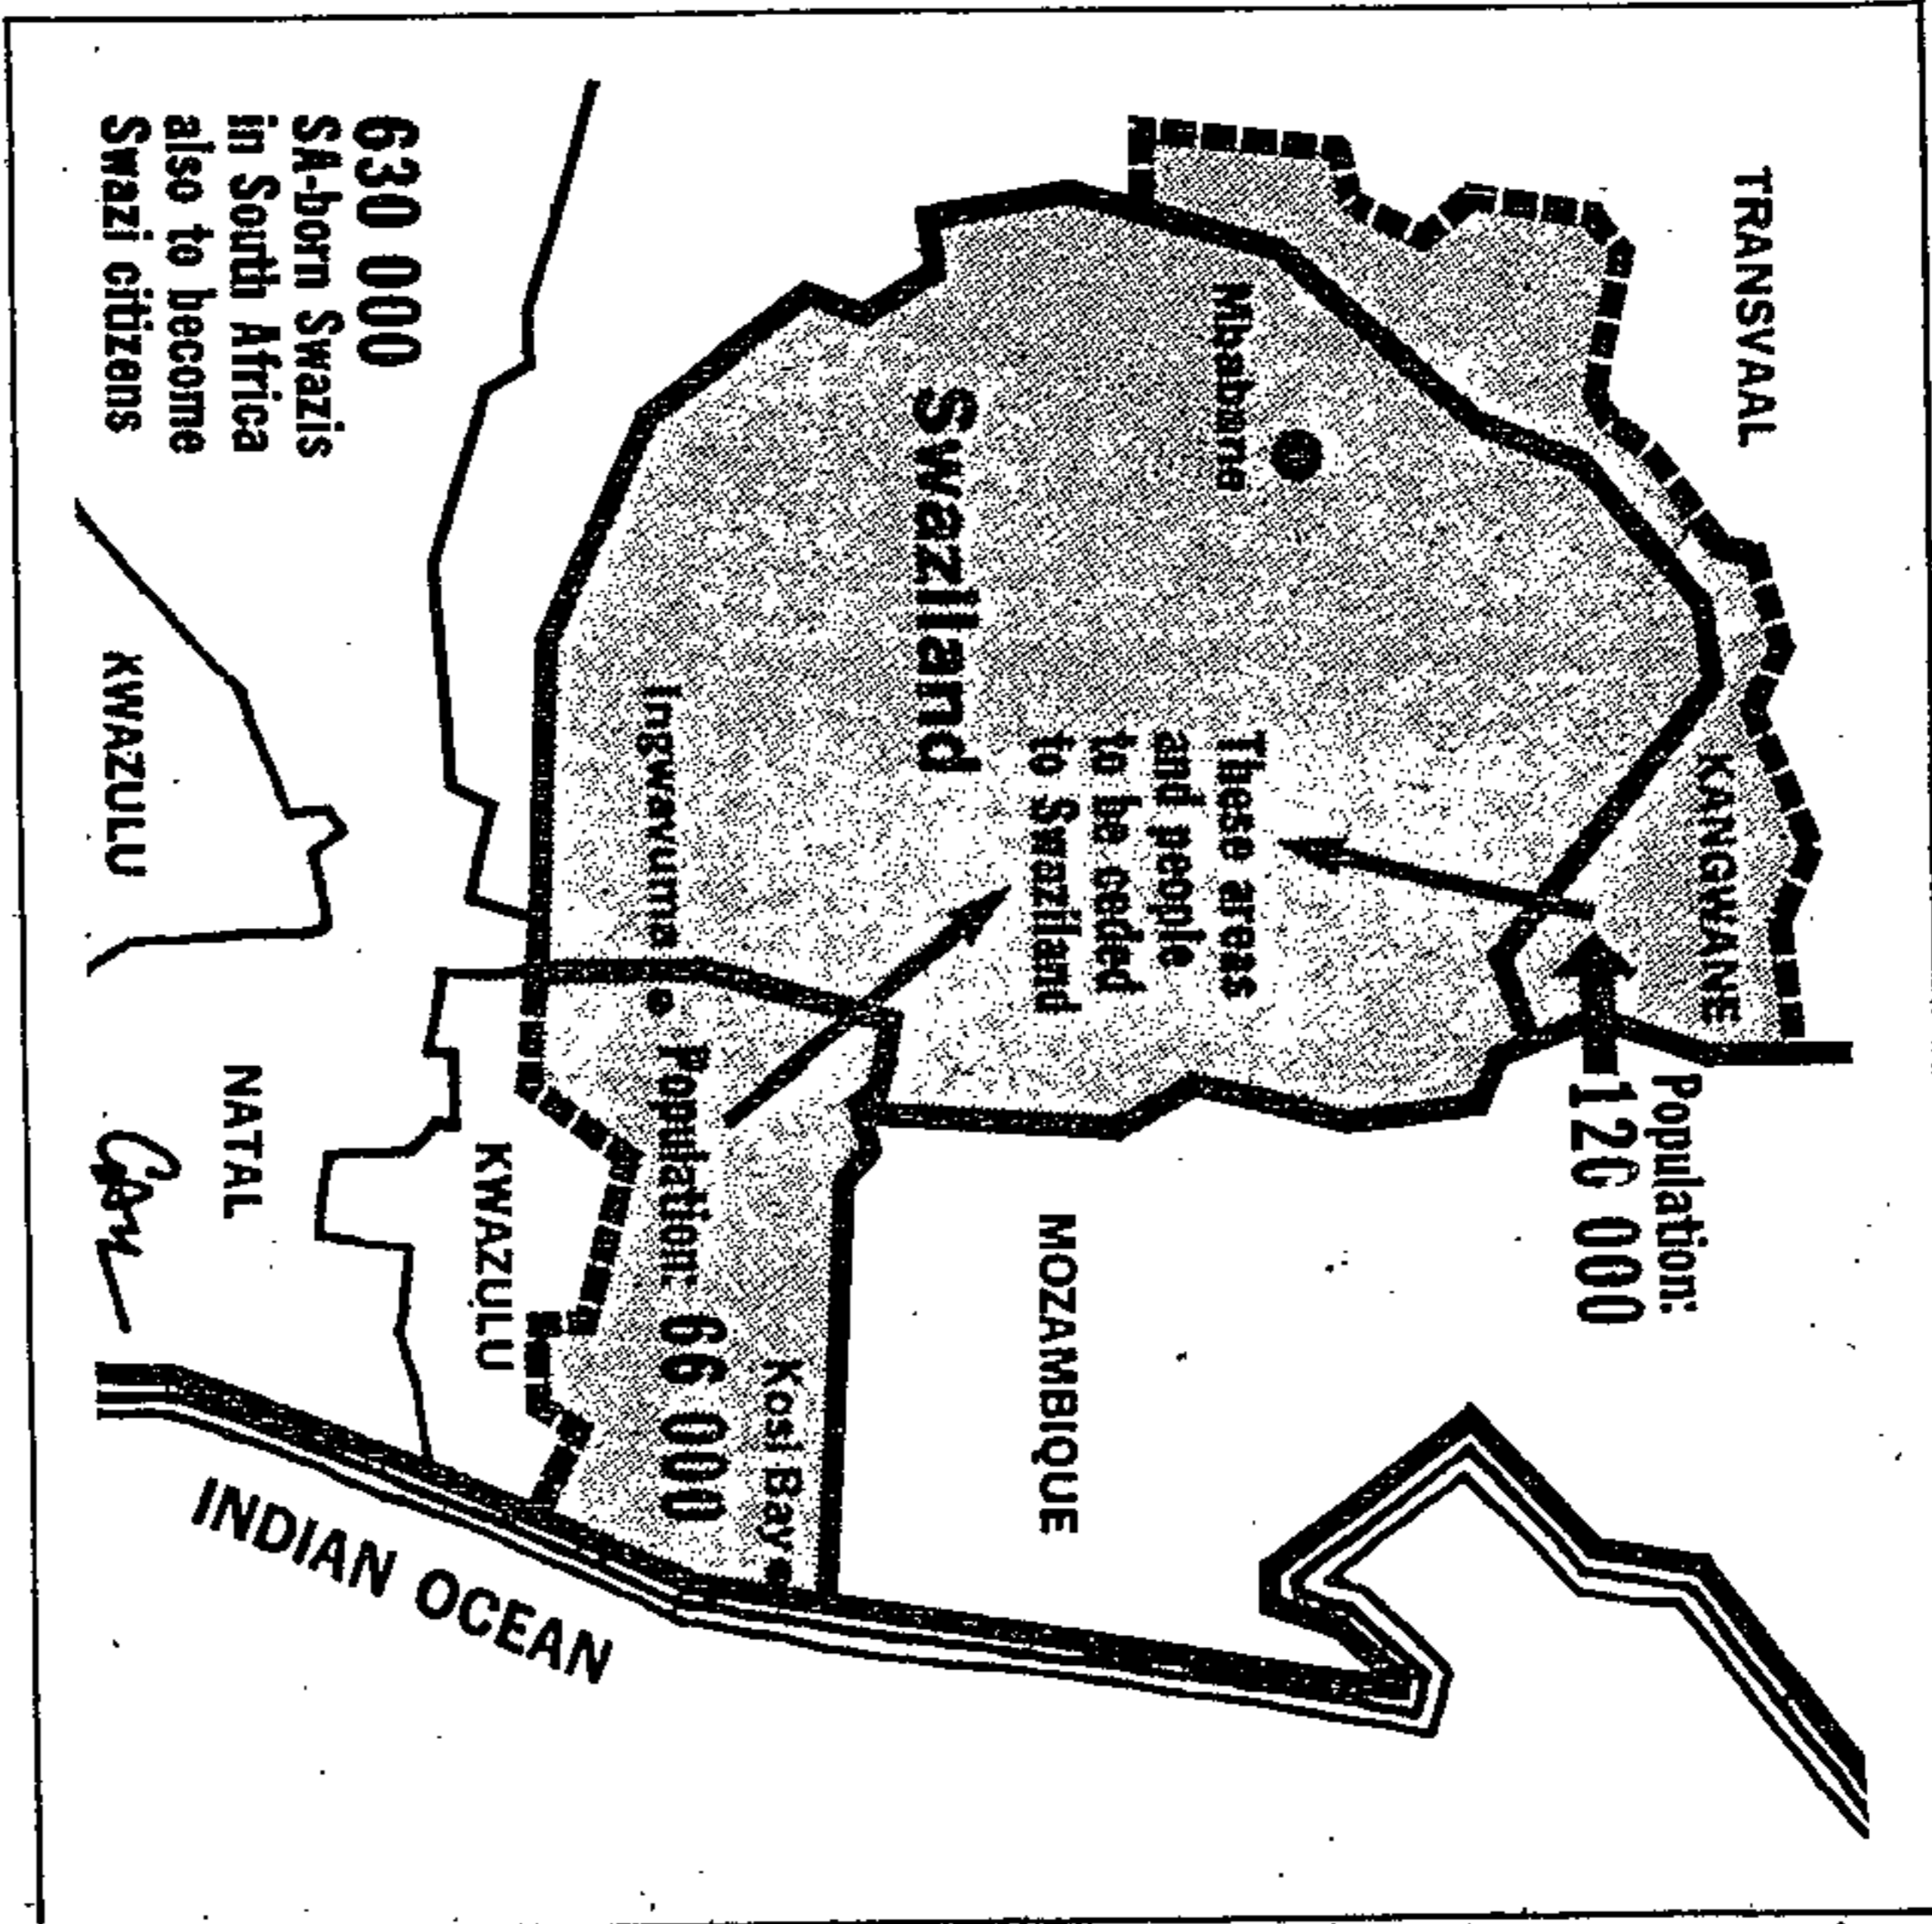 TRANSVAAL
Population:
120 000
KANGWANE
Mbabane
These areas
and people
to be ceded
to Swaziland
Swaziland
MOZAMBIQUE
Kosi Bay
Ingwavuma
Population: 66 000
630 000
SA-born Swazis
in South Africa
also to become
Swazi citizens
KWAZULU
NATAL
KWAZULU
INDIAN OCEAN